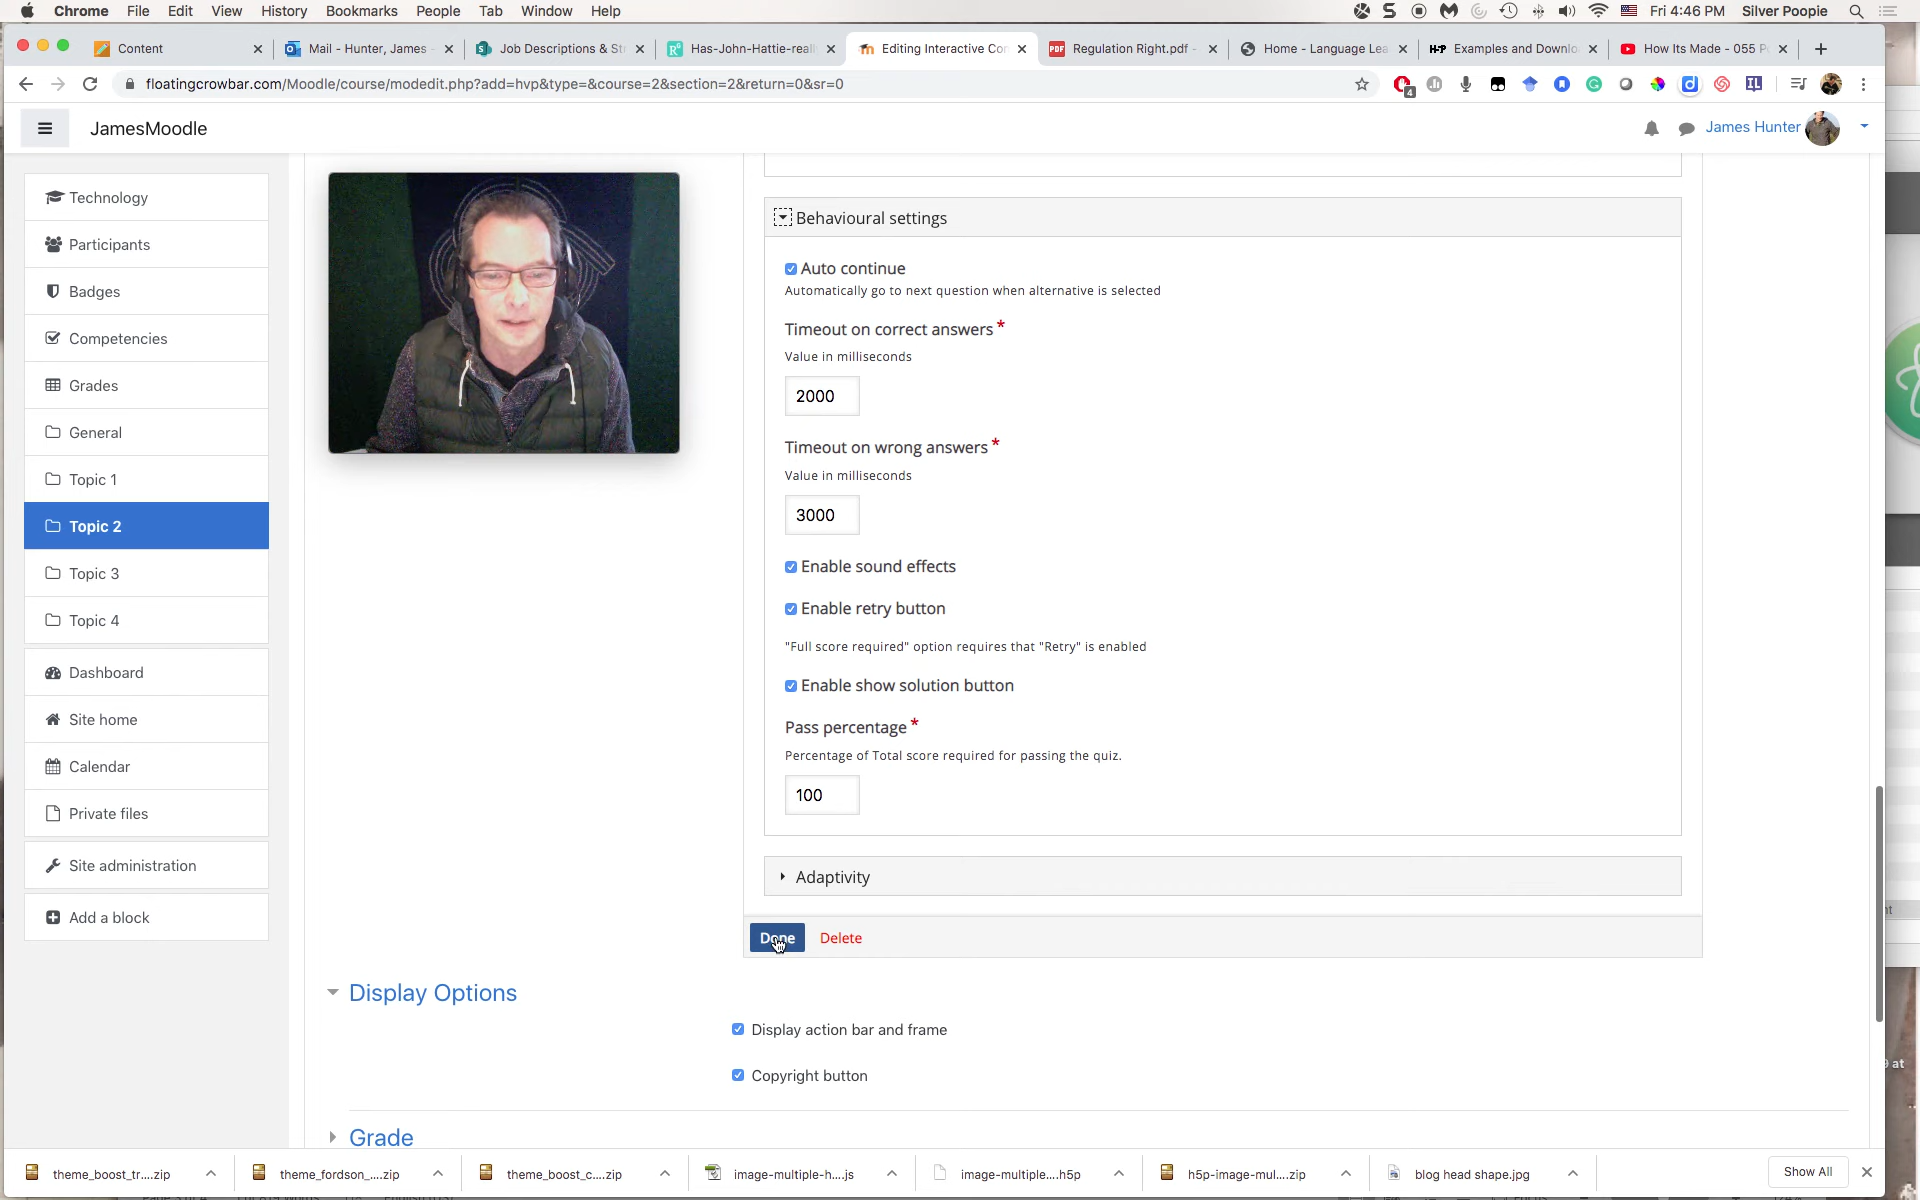 Chrome File Edit View History Bookmarks People Tab Window Help Fri 4:46 PM Silver Poopie
Content Mail - Hunter, James - Job Descriptions & St Has-John-Hattie-reall Editing Interactive Con Regulation Right.pdf - Home - Language Lea Examples and Downlo How Its Made - 055 P
floatingcrowbar.com/Moodle/course/modedit.php?add=hvp&type=&course=2&section=2&return=0&sr=0
JamesMoodle James Hunter
Technology
Participants
Badges
Competencies
Grades
General
Topic 1
Topic 2
Topic 3
Topic 4
Dashboard
Site home
Calendar
Private files
Site administration
Add a block
Behavioural settings
Auto continue
Automatically go to next question when alternative is selected
Timeout on correct answers *
Value in milliseconds
2000
Timeout on wrong answers *
Value in milliseconds
3000
Enable sound effects
Enable retry button
"Full score required" option requires that "Retry" is enabled
Enable show solution button
Pass percentage *
Percentage of Total score required for passing the quiz.
100
Adaptivity
Done Delete
Display Options
Display action bar and frame
Copyright button
Grade
theme_boost_tr....zip theme_fordson_....zip theme_boost_c....zip image-multiple-h....js image-multiple....h5p h5p-image-mul....zip blog head shape.jpg Show All